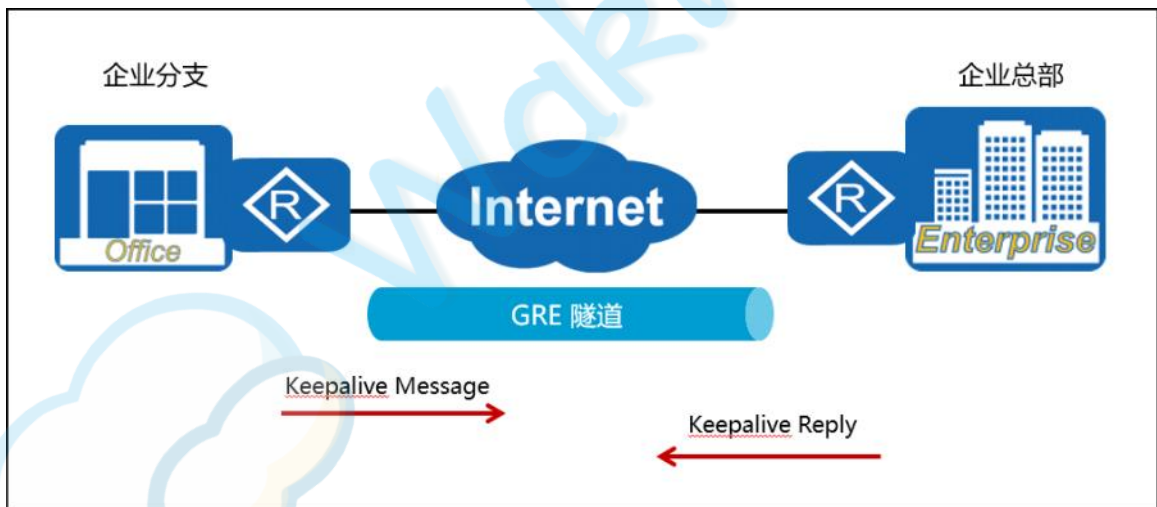 企业分支
企业总部
R
R
Internet
Office
Enterprise
GRE 隧道
Keepalive Message
Keepalive Reply